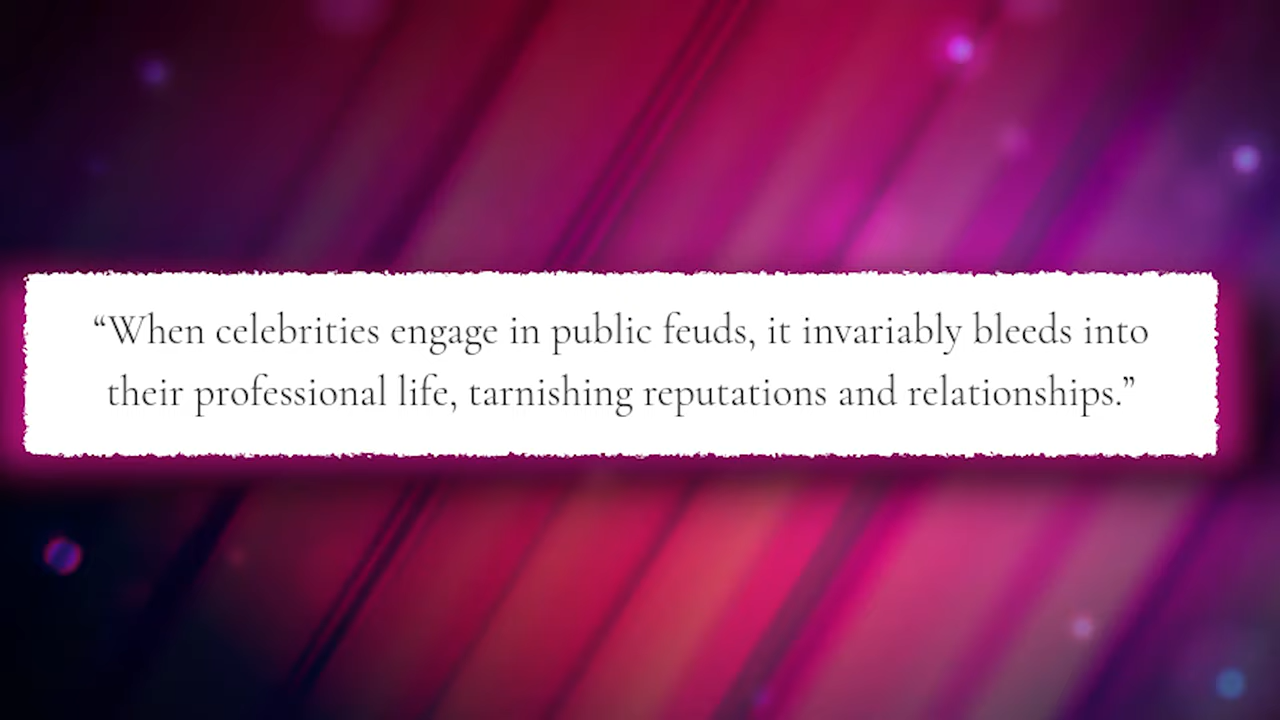 “When celebrities engage in public feuds, it invariably bleeds into
their professional life, tarnishing reputations and relationships.”